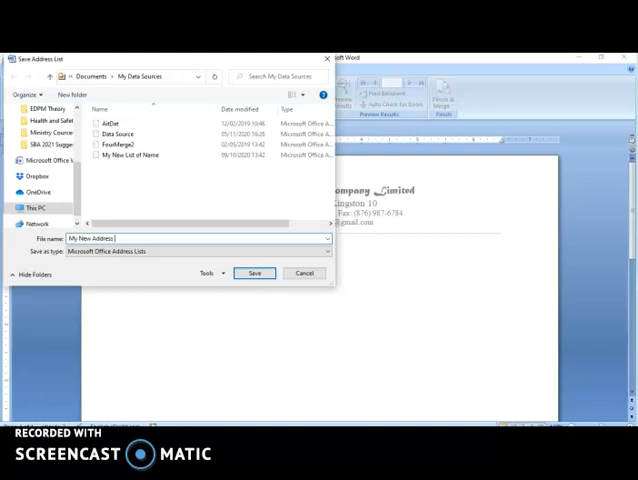 Save Address List
soft Word
Documents > My Data Sources
Search My Data Sources
Organize
New folder
Name
Date modified
Type
EDPM Theory
Health and Safet
Ministry Cource
SBA 2021 Sugge
Microsoft Office W
Dropbox
OneDrive
This PC
Network
AitDat 12/02/2019 10:46 Microsoft Office A...
Data Source 05/11/2020 16:28 Microsoft Office A...
FourMerge2 02/05/2019 13:42 Microsoft Office A...
My New List of Name 09/10/2020 13:42 Microsoft Office A...
File name: My New Address
Save as type: Microsoft Office Address Lists
Hide Folders
Tools
Save
Cancel
Find Recipient
Auto Check for Errors
Preview Results
Finish &
Merge
Finish
ompany Limited
Kingston 10
Fax: (876) 987-6784
@gmail.com
RECORDED WITH
SCREENCAST MATIC